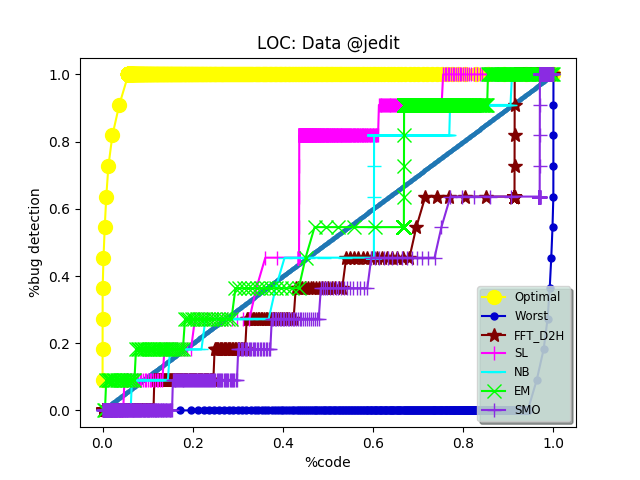 LOC: Data @jedit
1.0
0.8
0.6
0.4
0.2
0.0
%bug detection
0.0 0.2 0.4 0.6 0.8 1.0
%code
Optimal
Worst
FFT_D2H
SL
NB
EM
SMO